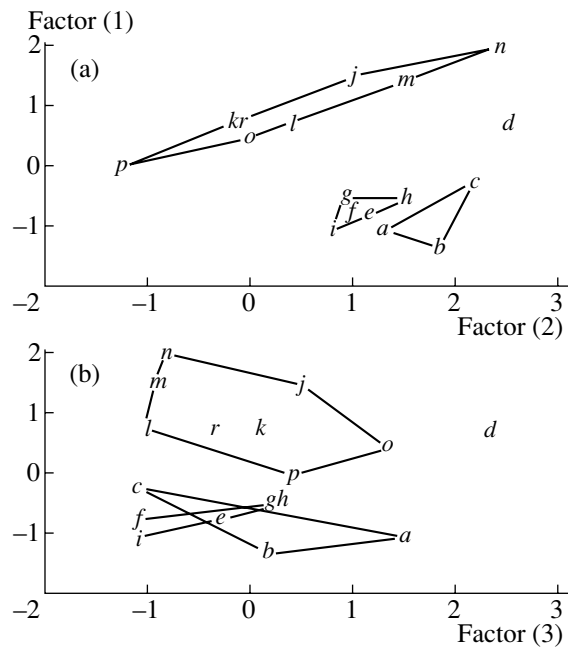 Factor (1)
2
(a)
n
j
m
1
kr
l
d
o
0
p
c
g
h
f
e
–1
i
a
b
–2
–1
0
1
2
3
Factor (2)
2
n
(b)
m
j
1
l
r
k
d
o
0
p
c
gh
f
e
–1
i
a
b
–2
–1
0
1
2
3
Factor (3)